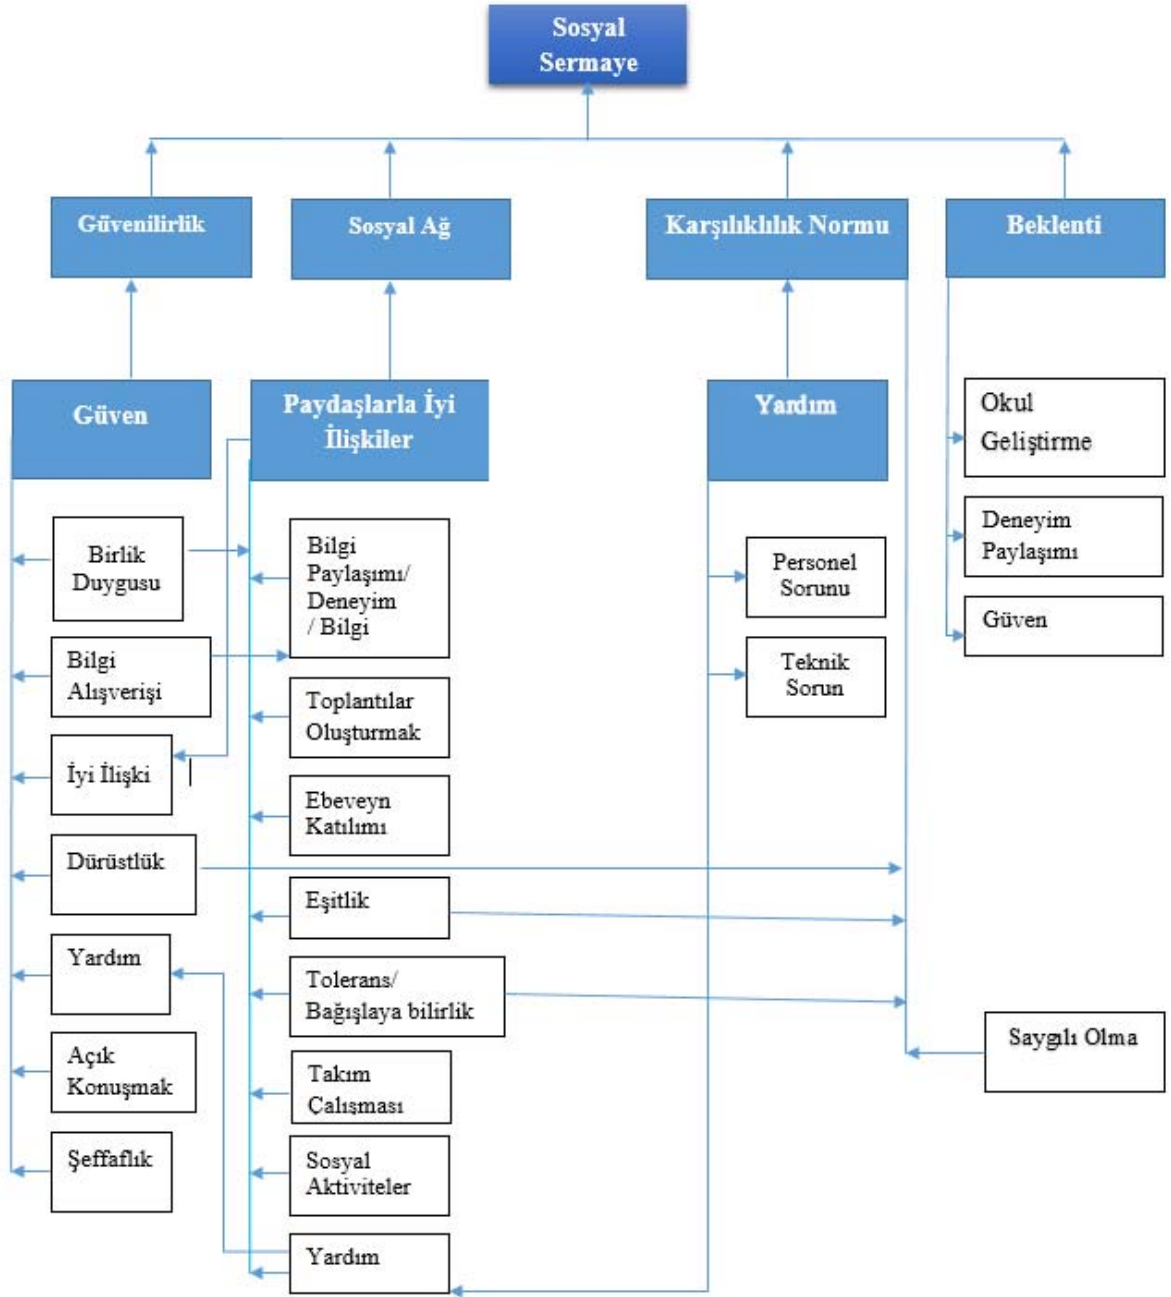 Sosyal
Sermaye
Güvenilirlik
Sosyal Ağ
Karşılıklılık Normu
Beklenti
Güven
Paydaşlarla İyi
İlişkiler
Yardım
Okul
Geliştirme
Deneyim
Paylaşımı
Güven
Birlik
Duygusu
Bilgi
Alışverişi
İyi İlişki
Dürüstlük
Yardım
Açık
Konuşmak
Şeffaflık
Bilgi
Paylaşımı/
Deneyim
/ Bilgi
Toplantılar
Oluşturmak
Ebeveyn
Katılımı
Eşitlik
Tolerans/
Bağışlaya bilirlik
Takım
Çalışması
Sosyal
Aktiviteler
Yardım
Personel
Sorunu
Teknik
Sorun
Saygılı Olma